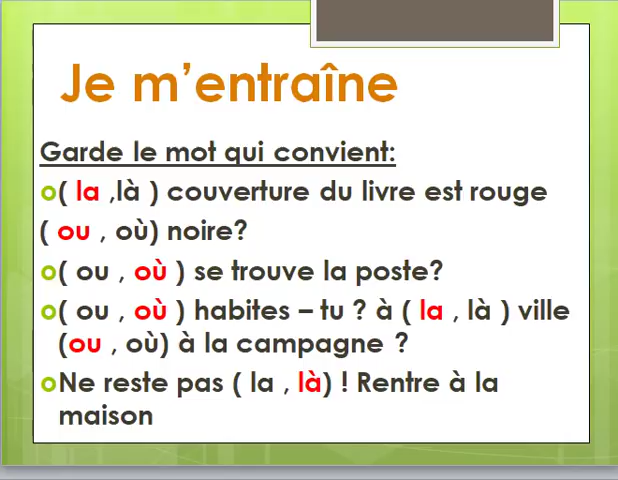 Je m’entraîne
Garde le mot qui convient:
o( la ,là ) couverture du livre est rouge
( ou , où) noire?
o( ou , où ) se trouve la poste?
o( ou , où ) habites – tu ? à ( la , là ) ville
(ou , où) à la campagne ?
oNe reste pas ( la , là) ! Rentre à la
maison